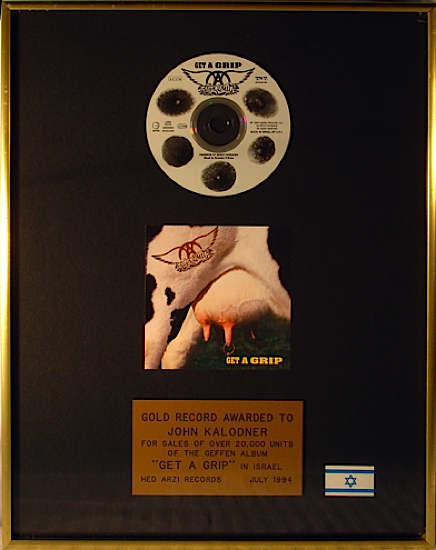 GET A GRIP
AEROSMITH
AEROSMITH
GET A GRIP
GOLD RECORD AWARDED TO
JOHN KALODNER
FOR SALES OF OVER 20,000 UNITS
OF THE GEFFEN ALBUM
"GET A GRIP" IN ISRAEL
HED ARZI RECORDS JULY 1994